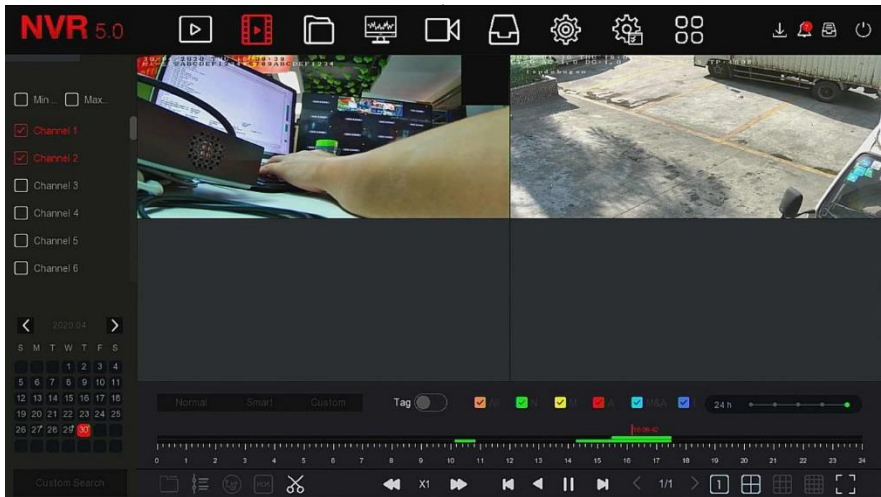 NVR 5.0
Min... Max...
Channel 1
Channel 2
Channel 3
Channel 4
Channel 5
Channel 6
2020 04
S M T W T F S
1 2 3 4
5 6 7 8 9 10 11
12 13 14 15 16 17 18
19 20 21 22 23 24 25
26 27 28 29 30
Custom Search
Normal Smart Custom Tag All N M A M&A I 24 h
16:09:42
0 1 2 3 4 5 6 7 8 9 10 11 12 13 14 15 16 17 18 19 20 21 22 23 24
X1 1/1 1